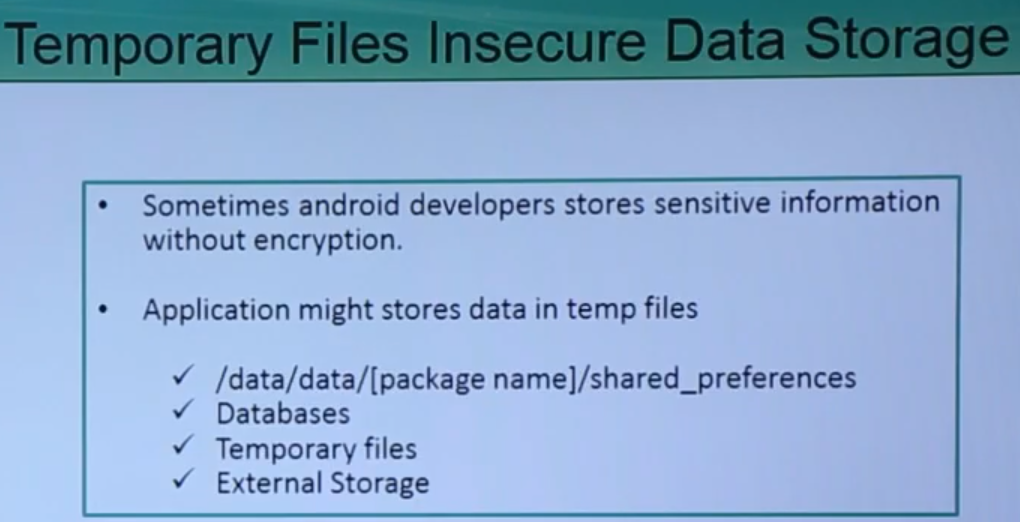 Temporary Files Insecure Data Storage
• Sometimes android developers stores sensitive information
without encryption.
• Application might stores data in temp files
✓ /data/data/[package name]/shared_preferences
✓ Databases
✓ Temporary files
✓ External Storage